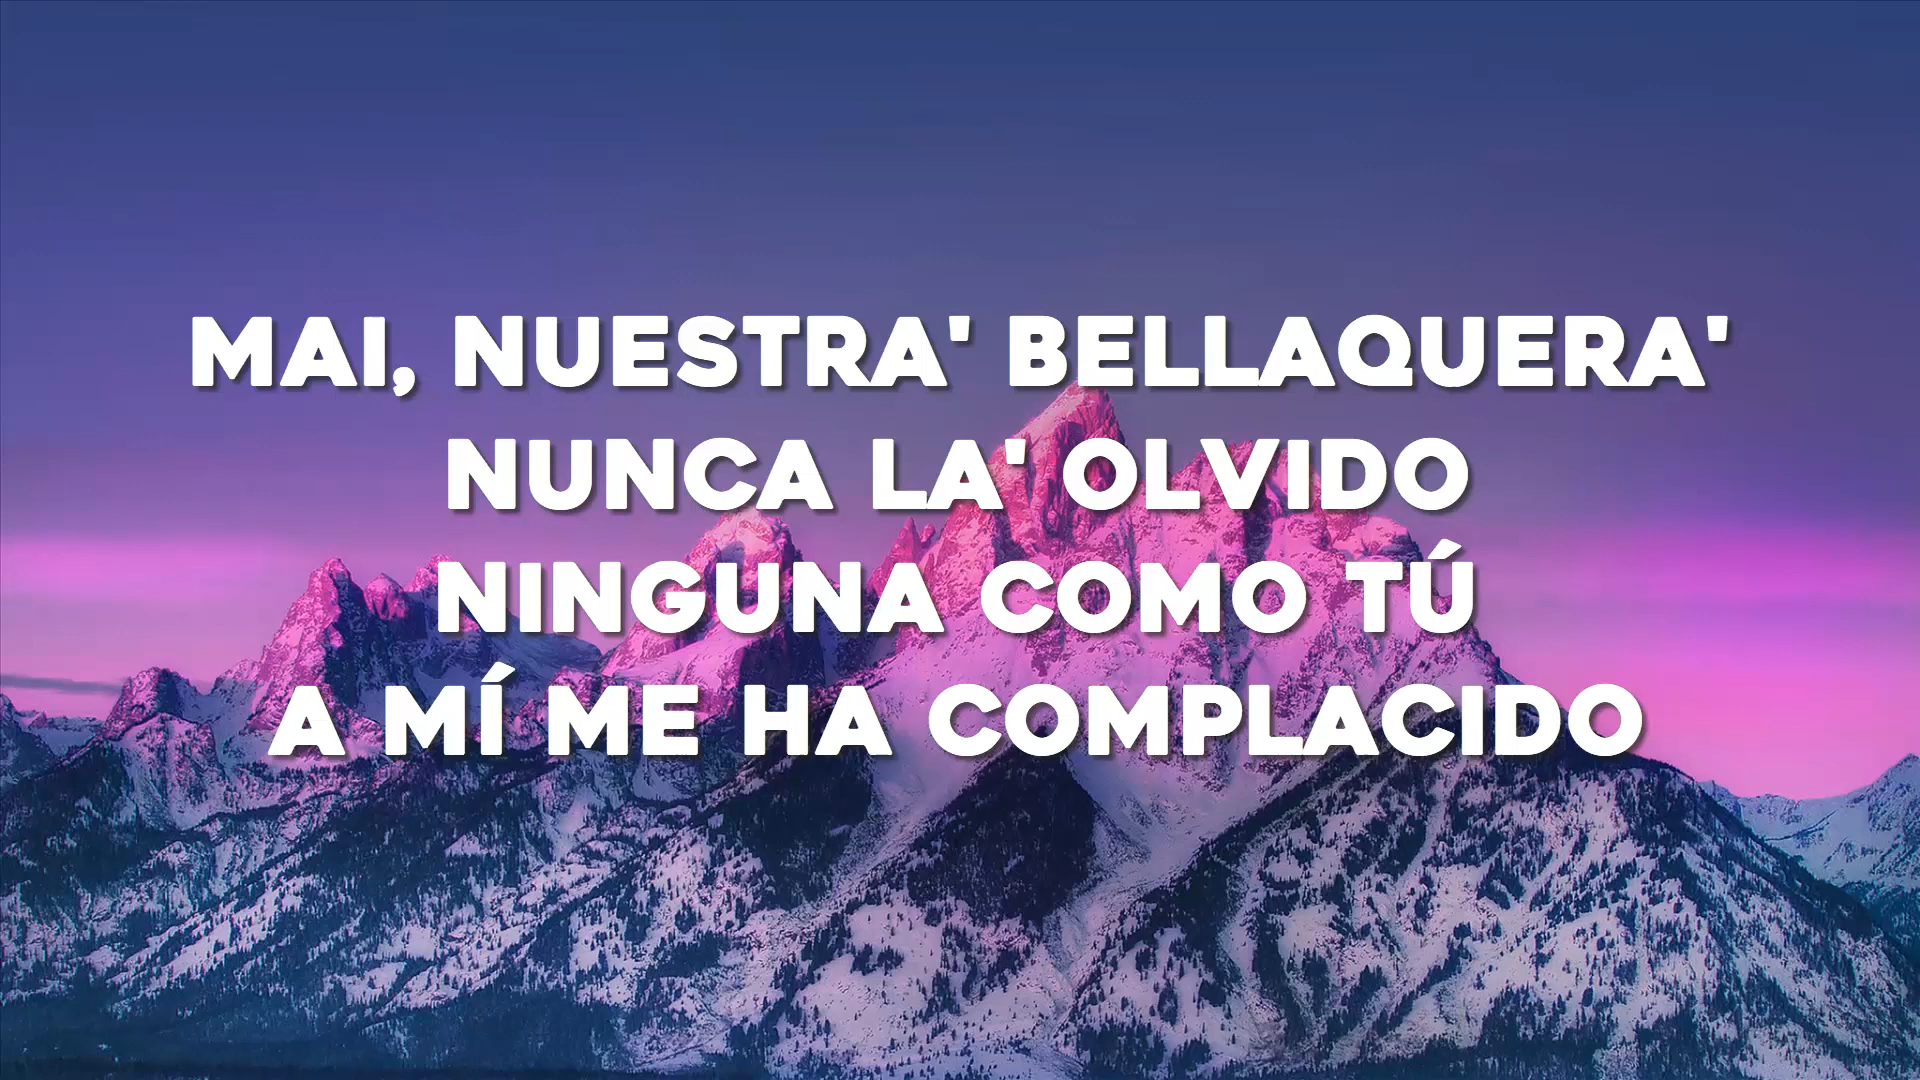 MAI, NUESTRA' BELLAQUERA'
NUNCA LA' OLVIDO
NINGUNA COMO TÚ
A MÍ ME HA COMPLACIDO